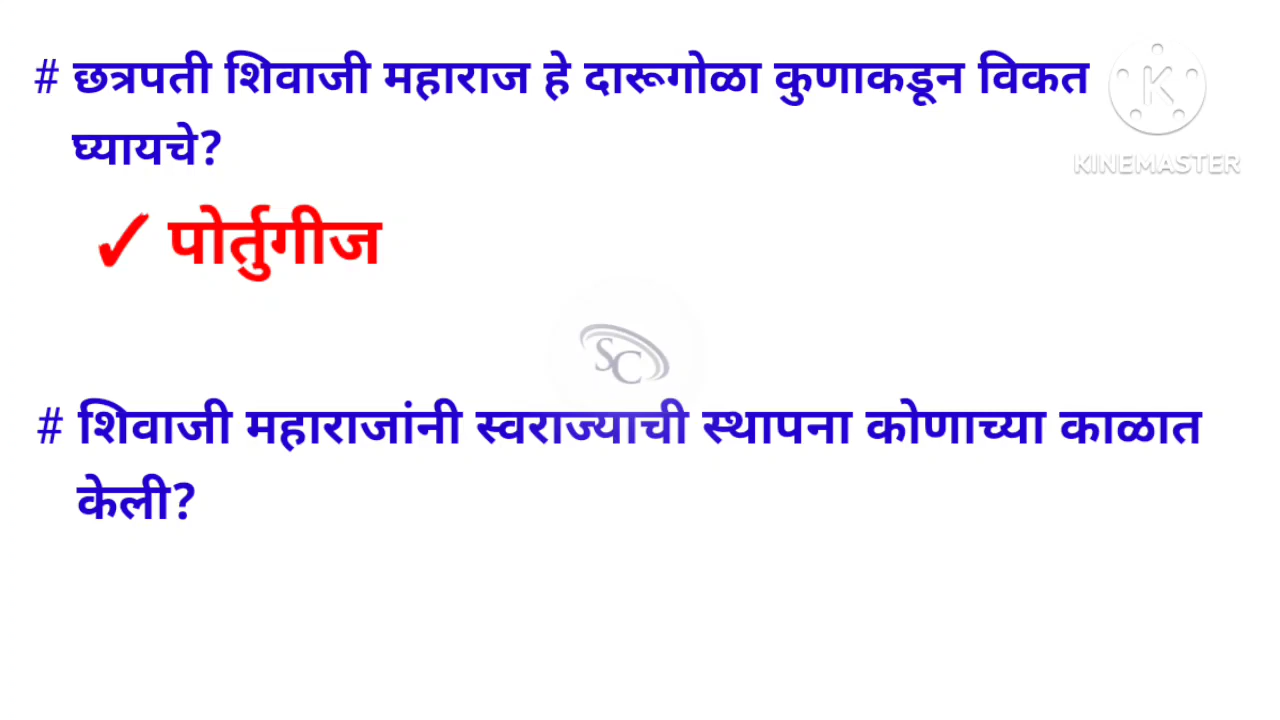 # छत्रपती शिवाजी महाराज हे दारूगोळा कुणाकडून विकत
घ्यायचे?
KINEMASTER
✓ पोर्तुगीज
SC
# शिवाजी महाराजांनी स्वराज्याची स्थापना कोणाच्या काळात
केली?